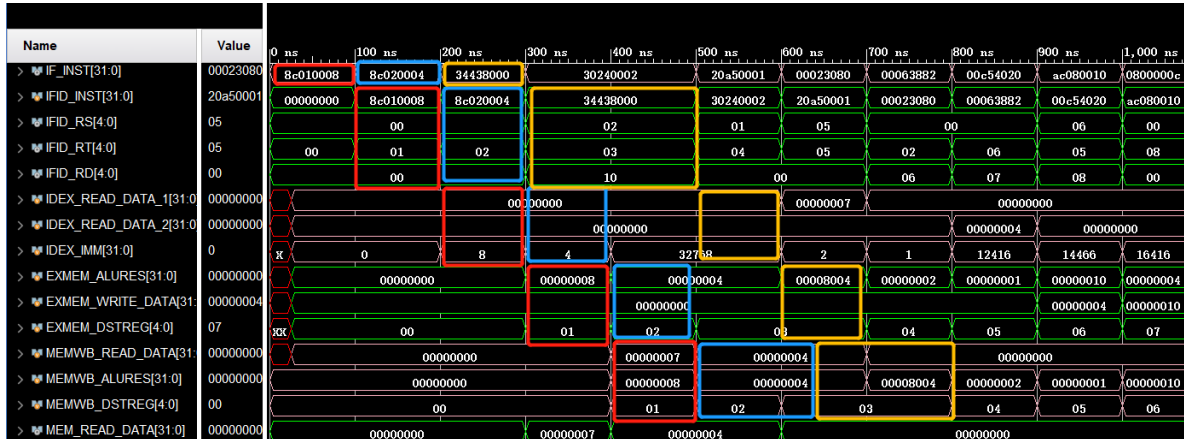 Name Value 0 ns 100 ns 200 ns 300 ns 400 ns 500 ns 600 ns 700 ns 800 ns 900 ns 1,000 ns
IF_INST[31:0] 00023080 8c010008 8c020004 34438000 30240002 20a50001 00023080 00063882 00c54020 ac080010 0800000c
IFID_INST[31:0] 20a50001 00000000 8c010008 8c020004 34438000 30240002 20a50001 00023080 00063882 00c54020 ac080010
IFID_RS[4:0] 05 00 02 01 05 00 06 00
IFID_RT[4:0] 05 00 01 02 03 04 05 02 06 05 08
IFID_RD[4:0] 00 00 10 00 06 07 08 00
IDEX_READ_DATA_1[31:0 00000000 00000000 00000007 00000000
IDEX_READ_DATA_2[31:0 00000000 00000000 00000004 00000000
IDEX_IMM[31:0] 0 X 0 8 4 32768 2 1 12416 14466 16416
EXMEM_ALURES[31:0] 00000000 00000000 00000008 00000004 00008004 00000002 00000001 00000010 00000004
EXMEM_WRITE_DATA[31: 00000004 00000000 00000004 00000010
EXMEM_DSTREG[4:0] 07 XX 00 01 02 03 04 05 06 07
MEMWB_READ_DATA[31: 00000000 00000000 00000007 00000004 00000000
MEMWB_ALURES[31:0] 00000000 00000000 00000008 00000004 00008004 00000002 00000001 00000010
MEMWB_DSTREG[4:0] 00 00 01 02 03 04 05 06
MEM_READ_DATA[31:0] 00000000 00000000 00000007 00000004 00000000